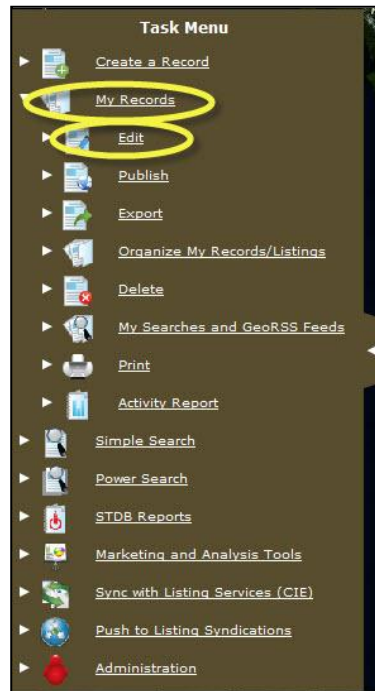 Task Menu
Create a Record
My Records
Edit
Publish
Export
Organize My Records/Listings
Delete
My Searches and GeoRSS Feeds
Print
Activity Report
Simple Search
Power Search
STDB Reports
Marketing and Analysis Tools
Sync with Listing Services (CIE)
Push to Listing Syndications
Administration